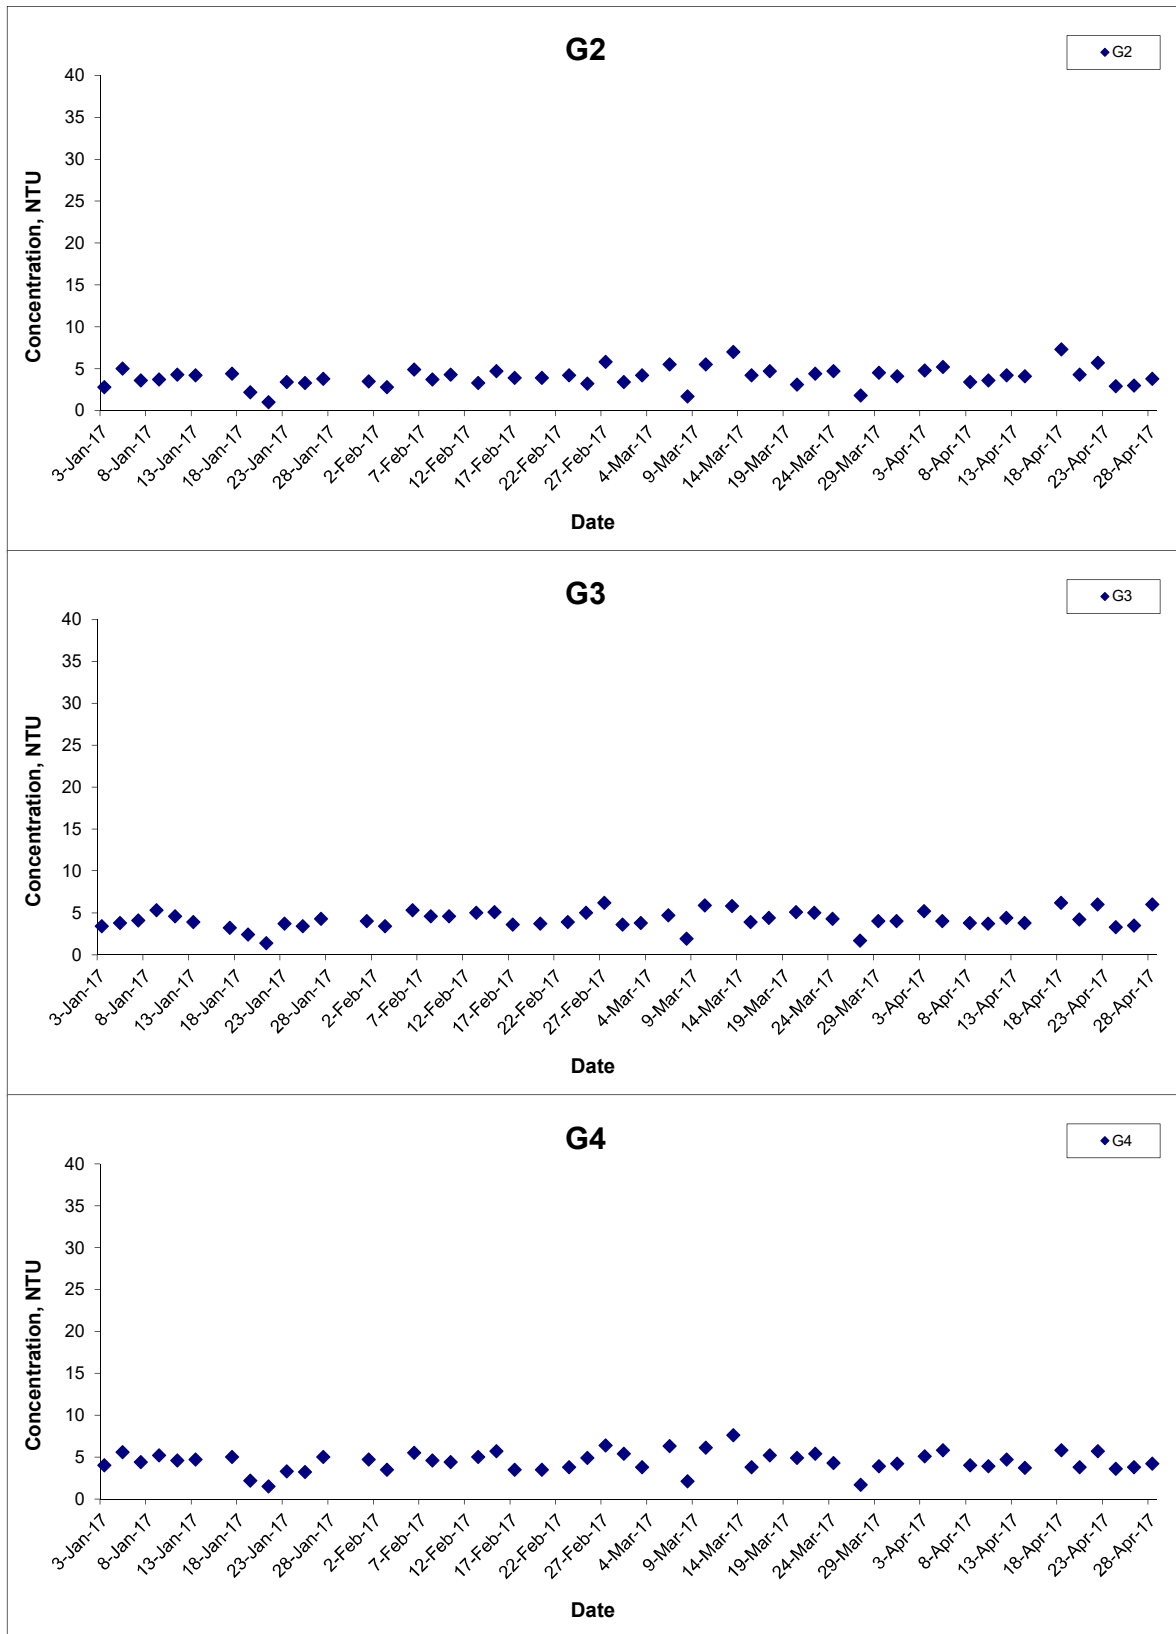 G2
G2
40
35
30
25
20
15
10
5
0
Concentration, NTU
3-Jan-17 8-Jan-17 13-Jan-17 18-Jan-17 23-Jan-17 28-Jan-17 2-Feb-17 7-Feb-17 12-Feb-17 17-Feb-17 22-Feb-17 27-Feb-17 4-Mar-17 9-Mar-17 14-Mar-17 19-Mar-17 24-Mar-17 29-Mar-17 3-Apr-17 8-Apr-17 13-Apr-17 18-Apr-17 23-Apr-17 28-Apr-17
Date
G3
G3
40
35
30
25
20
15
10
5
0
Concentration, NTU
3-Jan-17 8-Jan-17 13-Jan-17 18-Jan-17 23-Jan-17 28-Jan-17 2-Feb-17 7-Feb-17 12-Feb-17 17-Feb-17 22-Feb-17 27-Feb-17 4-Mar-17 9-Mar-17 14-Mar-17 19-Mar-17 24-Mar-17 29-Mar-17 3-Apr-17 8-Apr-17 13-Apr-17 18-Apr-17 23-Apr-17 28-Apr-17
Date
G4
G4
40
35
30
25
20
15
10
5
0
Concentration, NTU
3-Jan-17 8-Jan-17 13-Jan-17 18-Jan-17 23-Jan-17 28-Jan-17 2-Feb-17 7-Feb-17 12-Feb-17 17-Feb-17 22-Feb-17 27-Feb-17 4-Mar-17 9-Mar-17 14-Mar-17 19-Mar-17 24-Mar-17 29-Mar-17 3-Apr-17 8-Apr-17 13-Apr-17 18-Apr-17 23-Apr-17 28-Apr-17
Date